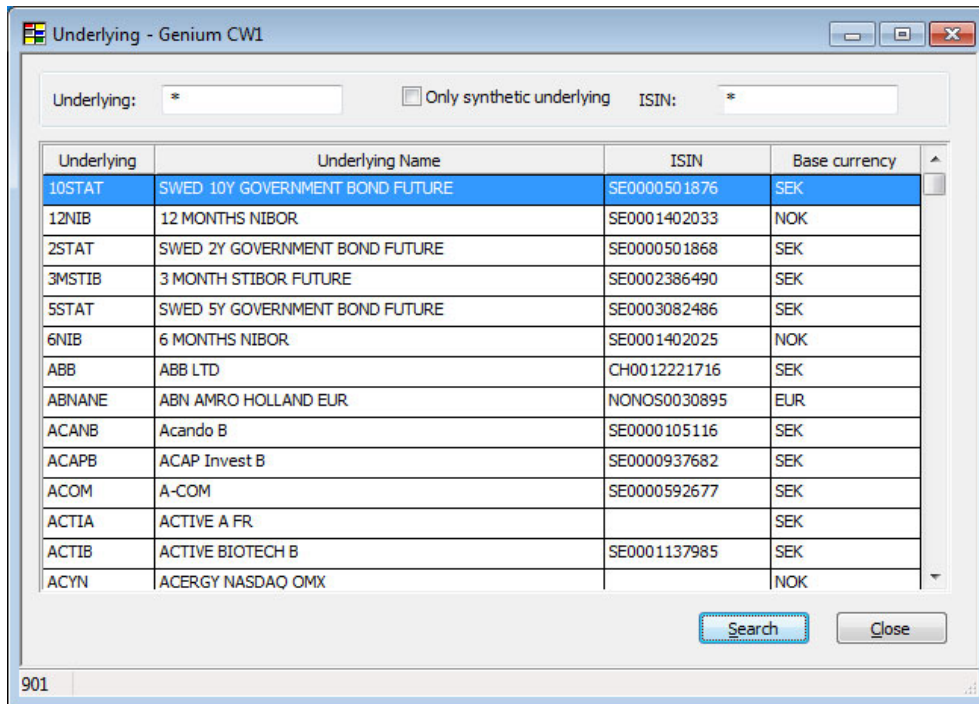 Underlying - Genium CW1
Underlying: * Only synthetic underlying ISIN: *
Underlying Underlying Name ISIN Base currency
10STAT SWED 10Y GOVERNMENT BOND FUTURE SE0000501876 SEK
12NIB 12 MONTHS NIBOR SE0001402033 NOK
2STAT SWED 2Y GOVERNMENT BOND FUTURE SE0000501868 SEK
3MSTIB 3 MONTH STIBOR FUTURE SE0002386490 SEK
5STAT SWED 5Y GOVERNMENT BOND FUTURE SE0003082486 SEK
6NIB 6 MONTHS NIBOR SE0001402025 NOK
ABB ABB LTD CH0012221716 SEK
ABNANE ABN AMRO HOLLAND EUR NONOS0030895 EUR
ACANB Acando B SE0000105116 SEK
ACAPB ACAP Invest B SE0000937682 SEK
ACOM A-COM SE0000592677 SEK
ACTIA ACTIVE A FR SEK
ACTIB ACTIVE BIOTECH B SE0001137985 SEK
ACYN ACERGY NASDAQ OMX NOK
Search Close
901